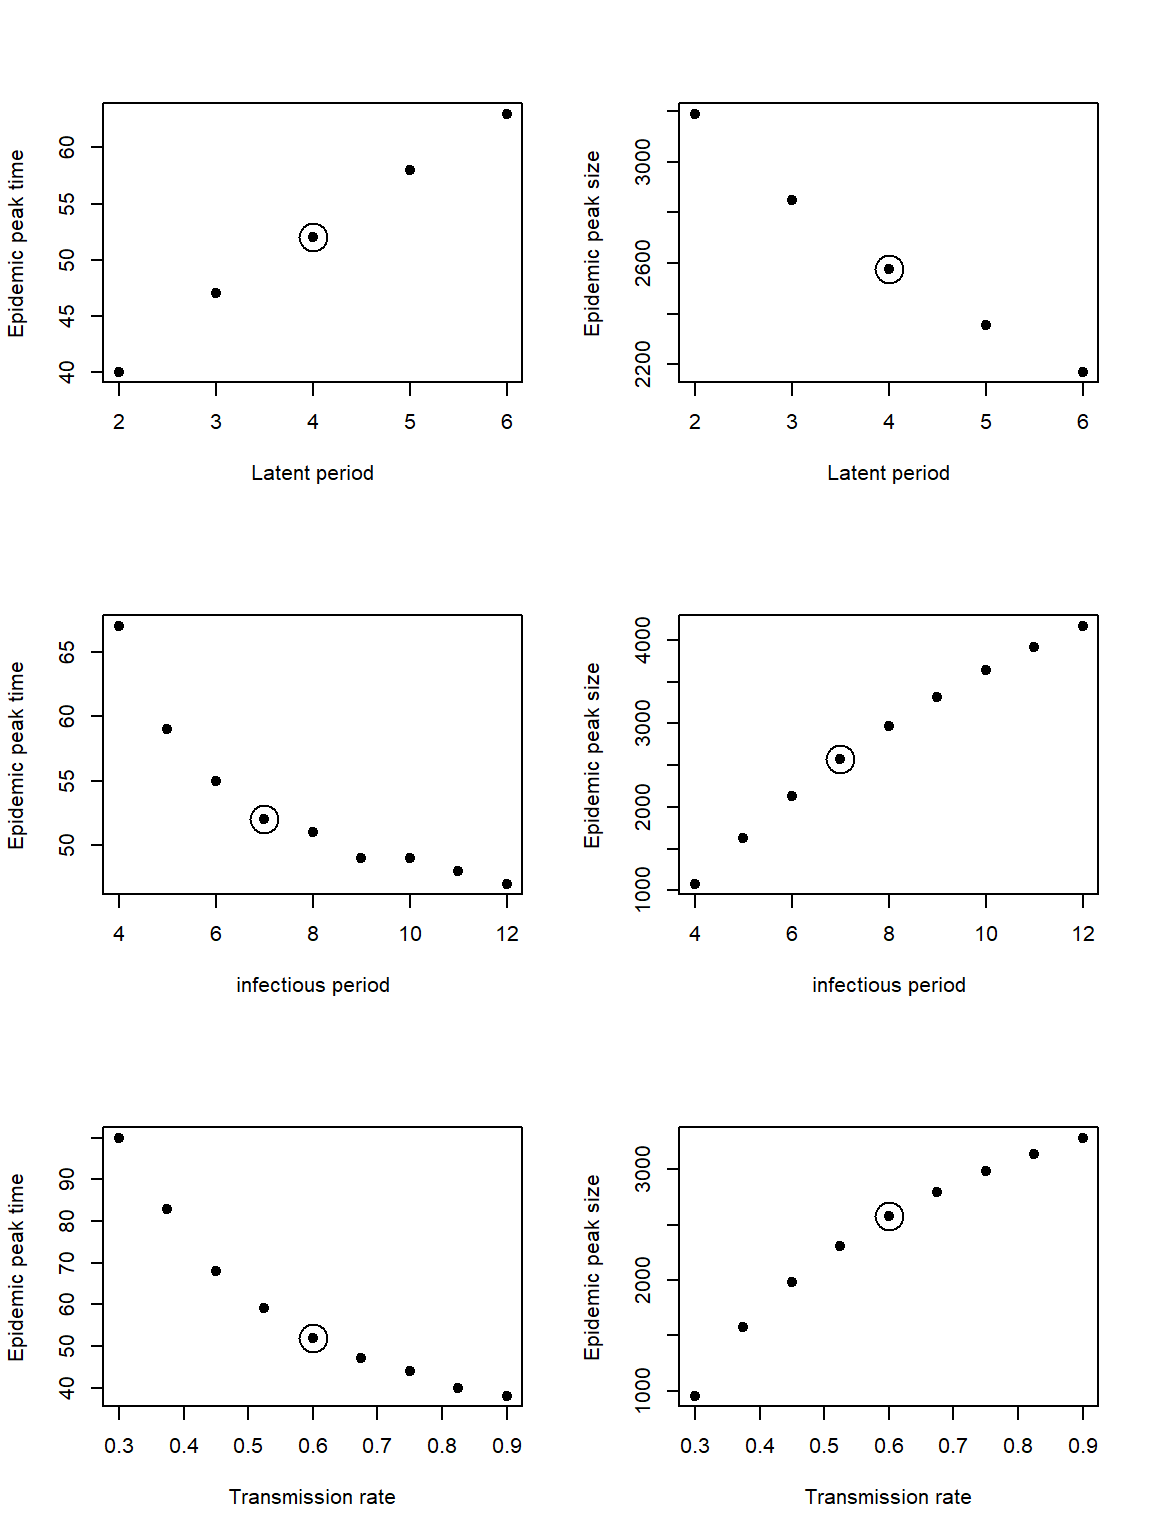 Epidemic peak time
60
55
50
45
40
2 3 4 5 6
Latent period
Epidemic peak size
3000
2600
2200
2 3 4 5 6
Latent period
Epidemic peak time
65
60
55
50
4 6 8 10 12
infectious period
Epidemic peak size
4000
3000
2000
1000
4 6 8 10 12
infectious period
Epidemic peak time
90
80
70
60
50
40
0.3 0.4 0.5 0.6 0.7 0.8 0.9
Transmission rate
Epidemic peak size
3000
2000
1000
0.3 0.4 0.5 0.6 0.7 0.8 0.9
Transmission rate